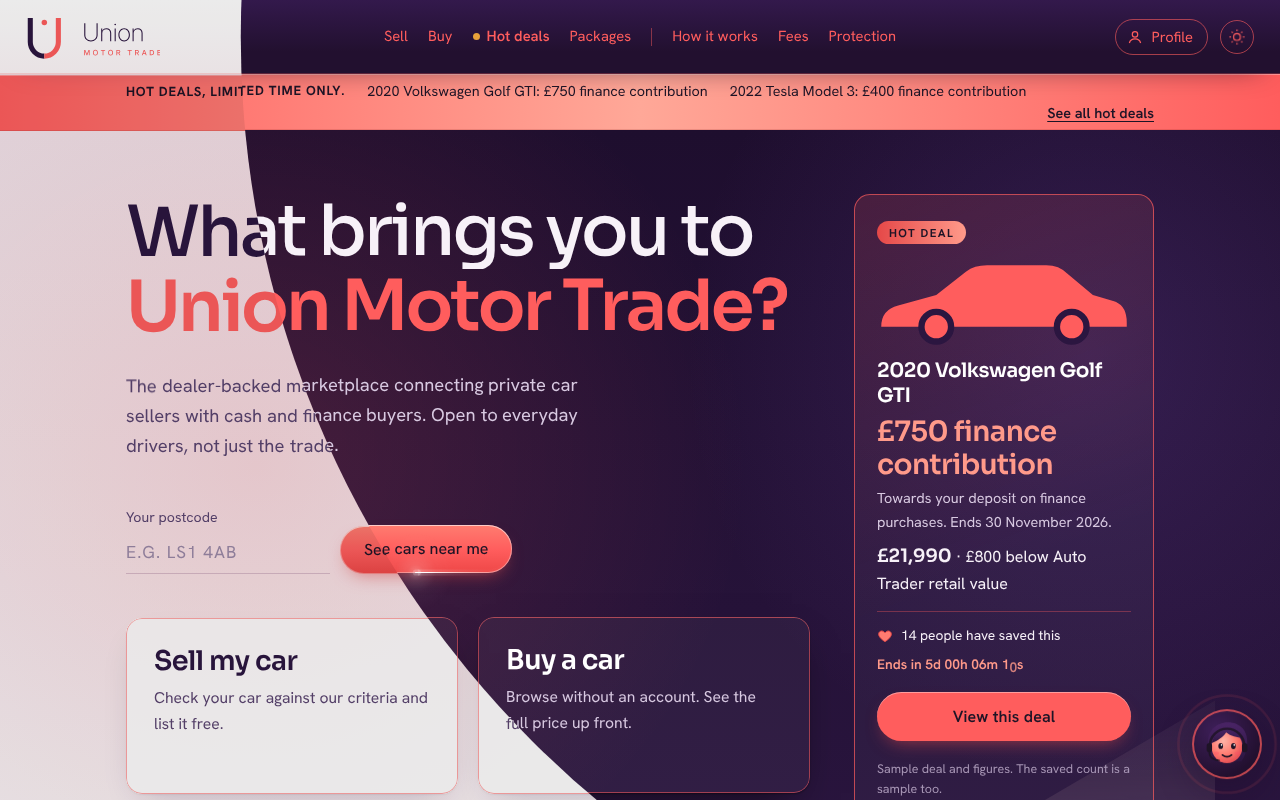 Union
MOTOR TRADE
Sell Buy Hot deals Packages How it works Fees Protection
Profile
HOT DEALS, LIMITED TIME ONLY. 2020 Volkswagen Golf GTI: £750 finance contribution 2022 Tesla Model 3: £400 finance contribution
See all hot deals
What brings you to
Union Motor Trade?
The dealer-backed marketplace connecting private car
sellers with cash and finance buyers. Open to everyday
drivers, not just the trade.
Your postcode
E.G. LS1 4AB
See cars near me
Sell my car
Check your car against our criteria and
list it free.
Buy a car
Browse without an account. See the
full price up front.
HOT DEAL
2020 Volkswagen Golf
GTI
£750 finance
contribution
Towards your deposit on finance
purchases. Ends 30 November 2026.
£21,990 · £800 below Auto
Trader retail value
14 people have saved this
Ends in 5d 00h 06m 10s
View this deal
Sample deal and figures. The saved count is a
sample too.